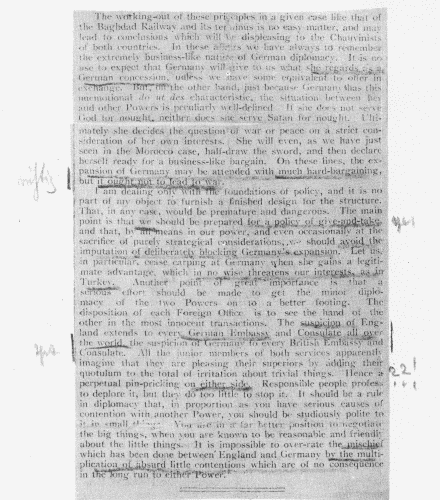 The working-out of these principles in a given case like that of
the Baghdad Railway and its terminus is no easy matter, and may
lead to conclusions which will be displeasing to the Chauvinists
of both countries. In these affairs we have always to remember
the extremely business-like nature of German diplomacy. It is no
use to expect that Germany will give to us what she regards as a
German concession, unless we have some equivalent to offer in
exchange. But, on the other hand, just because Germany has this
unemotional do ut des characteristic, the situation between her
and other Powers is peculiarly well-defined. If she does not serve
God for nought, neither does she serve Satan for nought. Ulti-
mately she decides the question of war or peace on a strict con-
sideration of her own interests. She will even, as we have just
seen in the Morocco case, half-draw the sword, and then declare
herself ready for a business-like bargain. On these lines, the ex-
pansion of Germany may be attended with much hard-bargaining,
but it ought not to lead to war.
I am dealing only with the foundations of policy, and it is no
part of my object to furnish a finished design for the structure.
That, in any case, would be premature and dangerous. The main
point is that we should be prepared for a policy of give-and-take,
and that, by all means in our power, and even occasionally at the
sacrifice of purely strategical considerations, we should avoid the
imputation of deliberately blocking Germany's expansion. Let us,
in particular, cease carping at Germany when she gains a legiti-
mate advantage, which in no wise threatens our interests, as in
Turkey. Another point of great importance is that a
serious effort should be made to get the minor diplo-
macy of the two Powers on to a better footing. The
disposition of each Foreign Office is to see the hand of the
other in the most innocent transactions. The suspicion of Eng-
land extends to every German Embassy and Consulate all over
the world, the suspicion of Germany to every British Embassy and
Consulate. All the junior members of both services apparently
imagine that they are pleasing their superiors by adding their
quotulum to the total of irritation about trivial things. Hence a
perpetual pin-pricking on either side. Responsible people profess
to deplore it, but they do too little to stop it. It should be a rule
in diplomacy that, in proportion as you have serious causes of
contention with another Power, you should be studiously polite to
it in small things. You are in a far better position to negotiate
the big things, when you are known to be reasonable and friendly
about the little things. It is impossible to over-rate the mischief
which has been done between England and Germany by the multi-
plication of absurd little contentions which are of no consequence
in the long run to either Power.